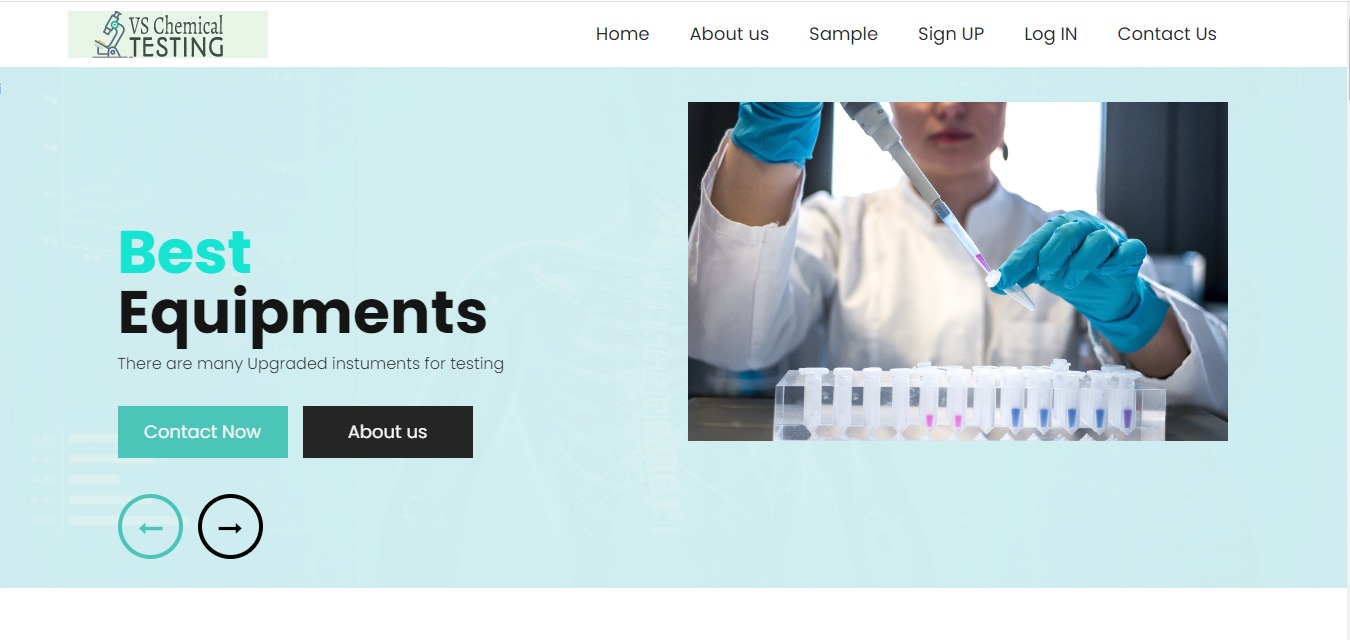 VS Chemical
TESTING
Home About us Sample Sign UP Log IN Contact Us
Best
Equipments
There are many Upgraded instuments for testing
Contact Now About us